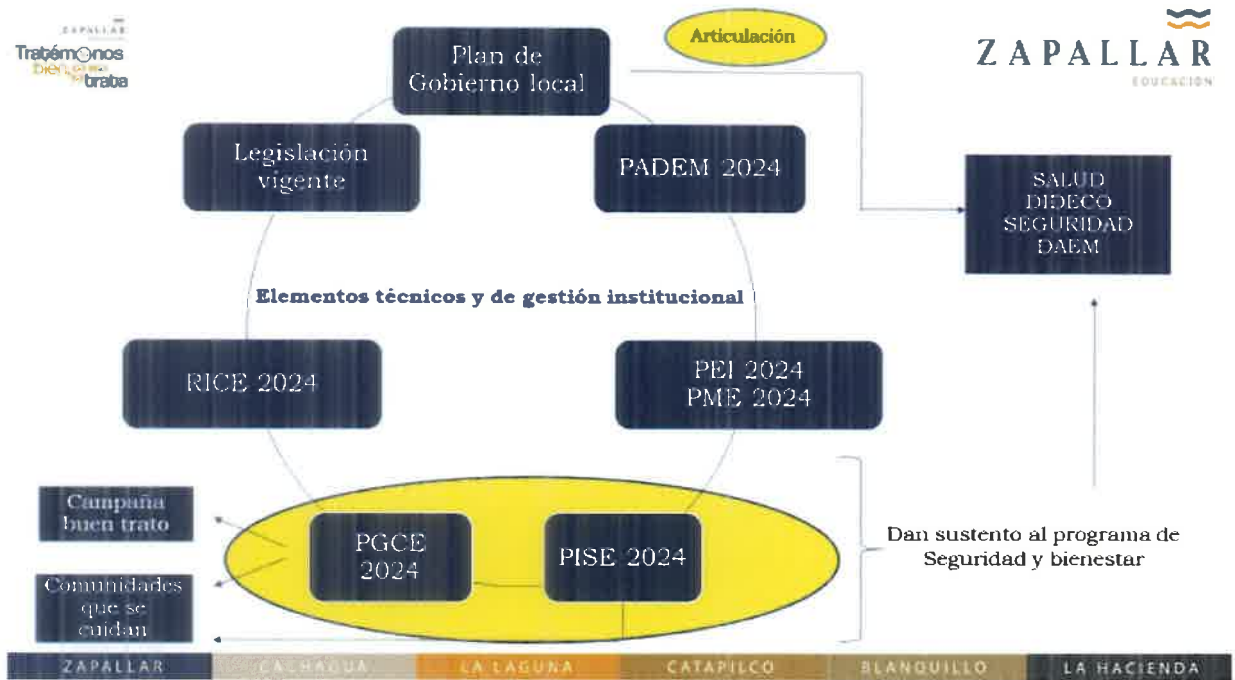 ZAPALLAR
Tratémonos
bien
trata
Plan de
Gobierno local
Articulación
ZAPALLAR
EDUCACIÓN
Legislación
vigente
PADEM 2024
SALUD
DIDECO
SEGURIDAD
DAEM
Elementos técnicos y de gestión institucional
RICE 2024
PEI 2024
PME 2024
Campaña
buen trato
PGCE
2024
PISE 2024
Dan sustento al programa de
Seguridad y bienestar
Comunidades
que se
cuidan
ZAPALLAR
CACHAGUA
LA LAGUNA
CATAPILCO
BLANQUILLO
LA HACIENDA